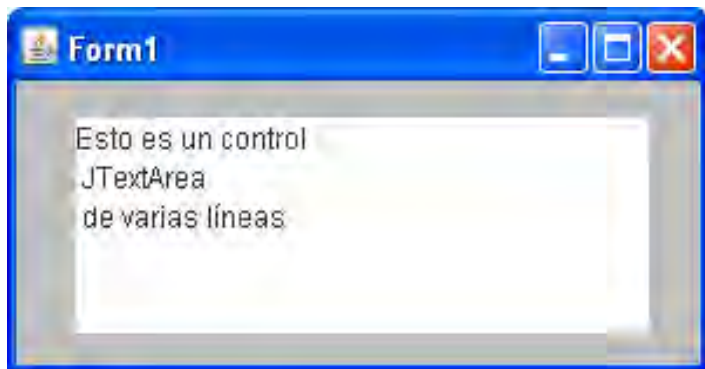 Form1
Esto es un control
JTextArea
de varias líneas